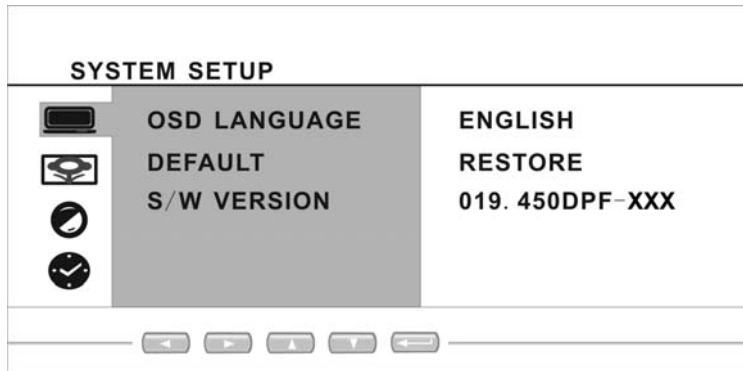 SYSTEM SETUP
OSD LANGUAGE ENGLISH
DEFAULT RESTORE
S/W VERSION 019. 450DPF-XXX